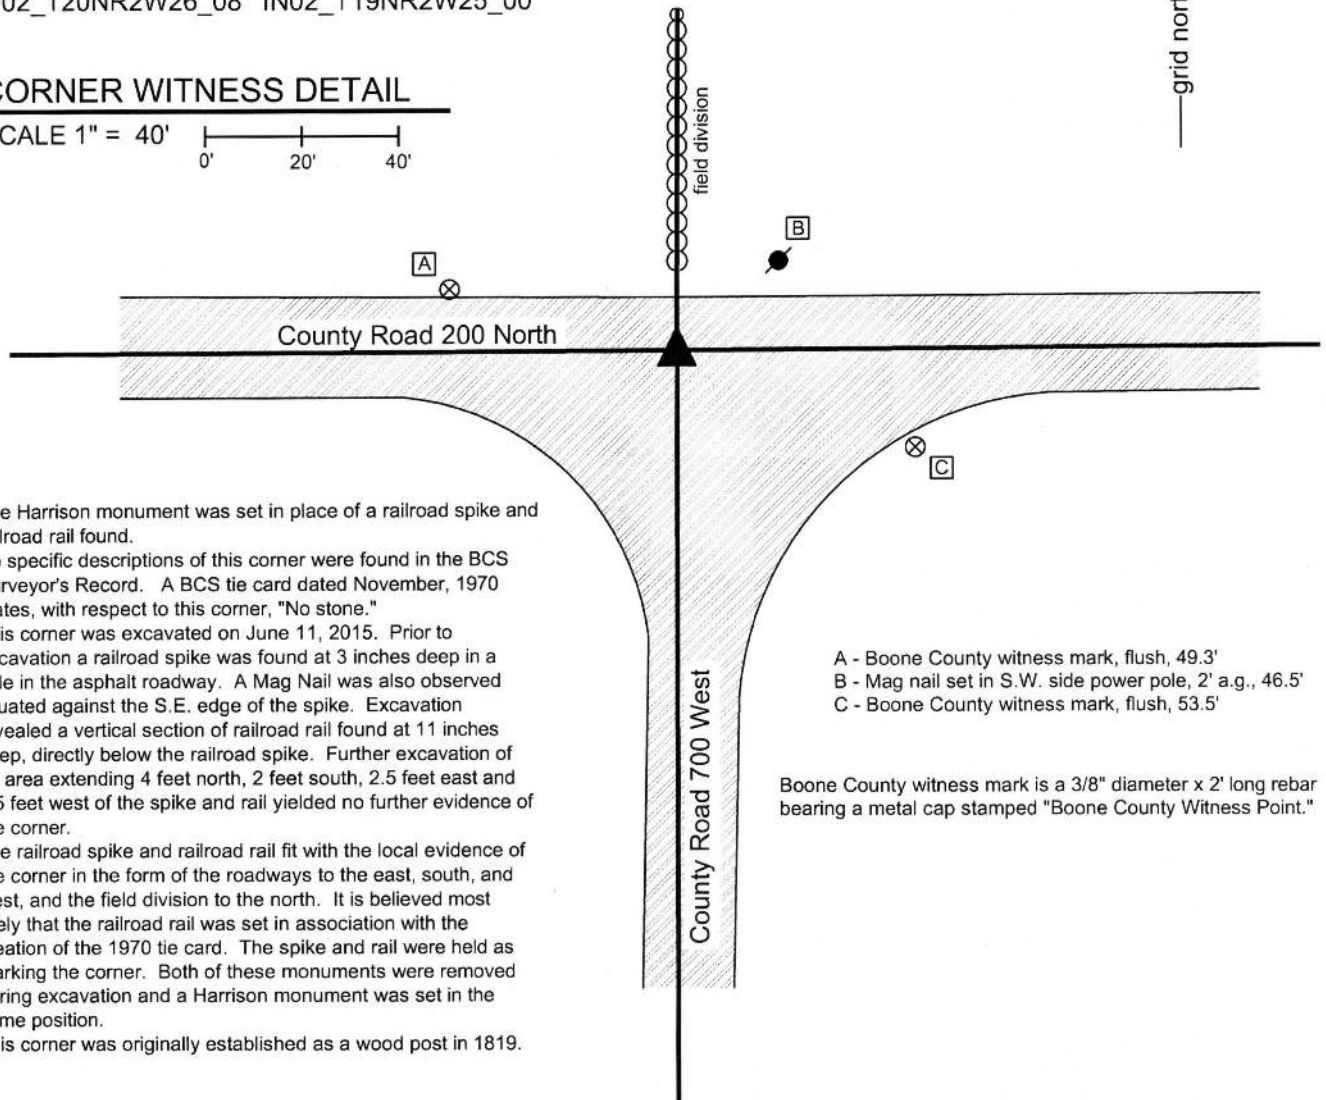 02_T20NR2W26_08 IN02_T19NR2W25_00
CORNER WITNESS DETAIL
SCALE 1" = 40'
0' 20' 40'
grid nor
field division
A
B
County Road 200 North
C
e Harrison monument was set in place of a railroad spike and
lroad rail found.
specific descriptions of this corner were found in the BCS
rveyor's Record. A BCS tie card dated November, 1970
ates, with respect to this corner, "No stone."
is corner was excavated on June 11, 2015. Prior to
cavation a railroad spike was found at 3 inches deep in a
le in the asphalt roadway. A Mag Nail was also observed
uated against the S.E. edge of the spike. Excavation
vealed a vertical section of railroad rail found at 11 inches
ep, directly below the railroad spike. Further excavation of
area extending 4 feet north, 2 feet south, 2.5 feet east and
5 feet west of the spike and rail yielded no further evidence of
e corner.
e railroad spike and railroad rail fit with the local evidence of
e corner in the form of the roadways to the east, south, and
est, and the field division to the north. It is believed most
ely that the railroad rail was set in association with the
eation of the 1970 tie card. The spike and rail were held as
arking the corner. Both of these monuments were removed
ring excavation and a Harrison monument was set in the
me position.
is corner was originally established as a wood post in 1819.
County Road 700 West
A - Boone County witness mark, flush, 49.3'
B - Mag nail set in S.W. side power pole, 2' a.g., 46.5'
C - Boone County witness mark, flush, 53.5'
Boone County witness mark is a 3/8" diameter x 2' long rebar
bearing a metal cap stamped "Boone County Witness Point."